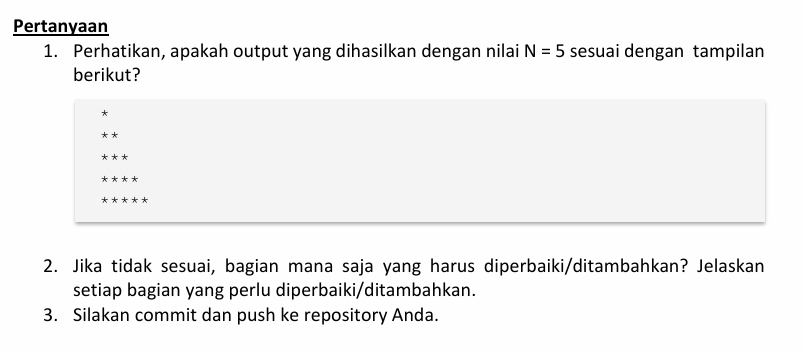 Pertanyaan
1. Perhatikan, apakah output yang dihasilkan dengan nilai N = 5 sesuai dengan tampilan
berikut?
*
**
***
****
*****
2. Jika tidak sesuai, bagian mana saja yang harus diperbaiki/ditambahkan? Jelaskan
setiap bagian yang perlu diperbaiki/ditambahkan.
3. Silakan commit dan push ke repository Anda.